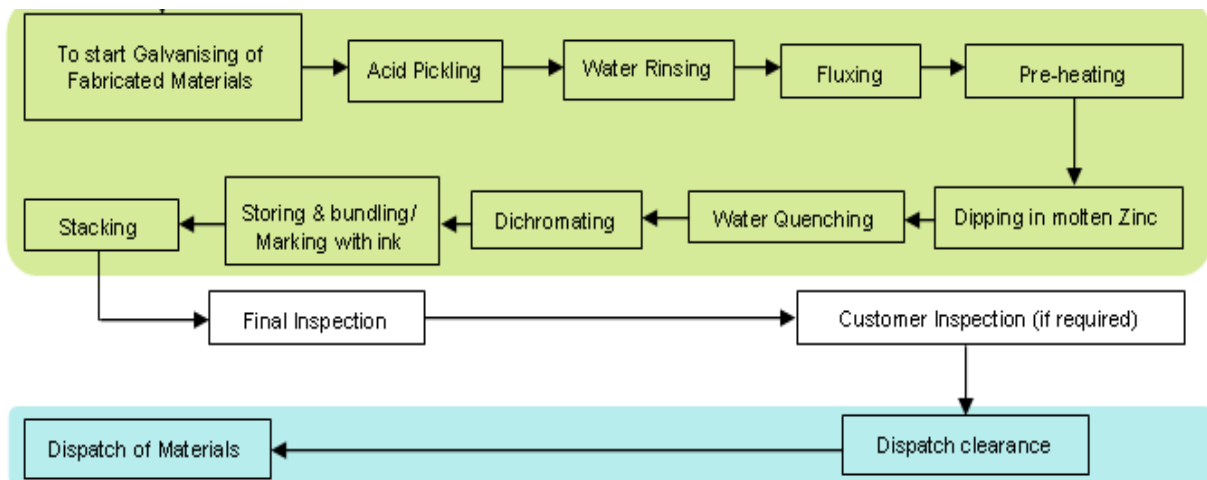 To start Galvanising of
Fabricated Materials
Acid Pickling
Water Rinsing
Fluxing
Pre-heating
Dipping in molten Zinc
Water Quenching
Dichromating
Storing & bundling/
Marking with ink
Stacking
Final Inspection
Customer Inspection (if required)
Dispatch clearance
Dispatch of Materials